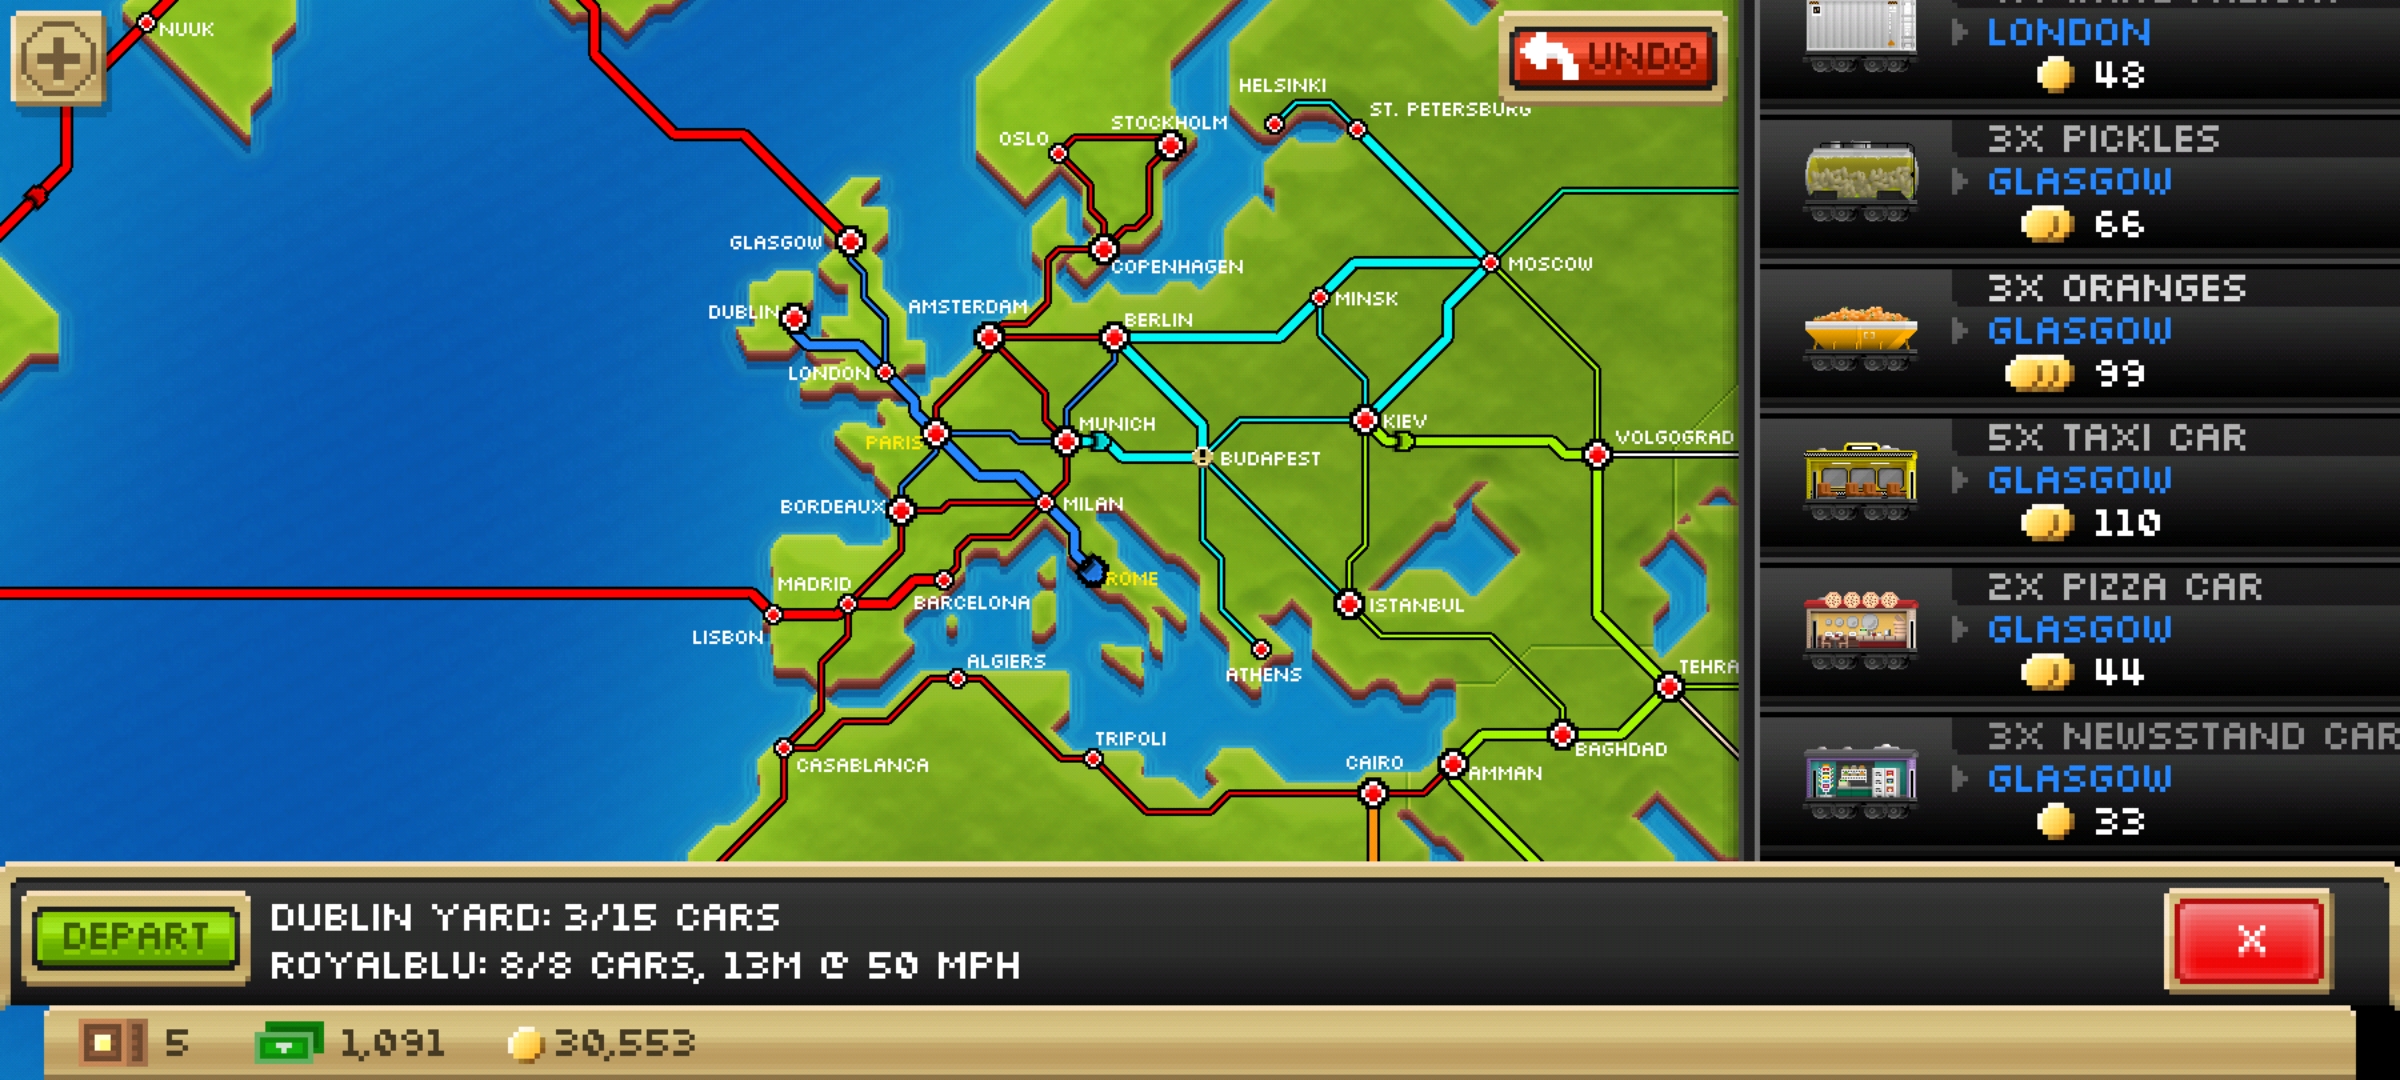 NUUK
UNDO
HELSINKI
ST. PETERSBURG
STOCKHOLM
OSLO
GLASGOW
COPENHAGEN
MOSCOW
DUBLIN
AMSTERDAM
BERLIN
MINSK
LONDON
PARIS
MUNICH
KIEV
BUDAPEST
VOLGOGRAD
BORDEAUX
MILAN
MADRID
ROME
BARCELONA
ISTANBUL
LISBON
ALGIERS
ATHENS
TEHRA
TRIPOLI
CASABLANCA
CAIRO
AMMAN
BAGHDAD
LONDON
48
3X PICKLES
GLASGOW
66
3X ORANGES
GLASGOW
99
5X TAXI CAR
GLASGOW
110
2X PIZZA CAR
GLASGOW
44
3X NEWSSTAND CAR
GLASGOW
33
DEPART
DUBLIN YARD: 3/15 CARS
ROYALBLU: 8/8 CARS, 13M @ 50 MPH
X
5 1,091 30,553